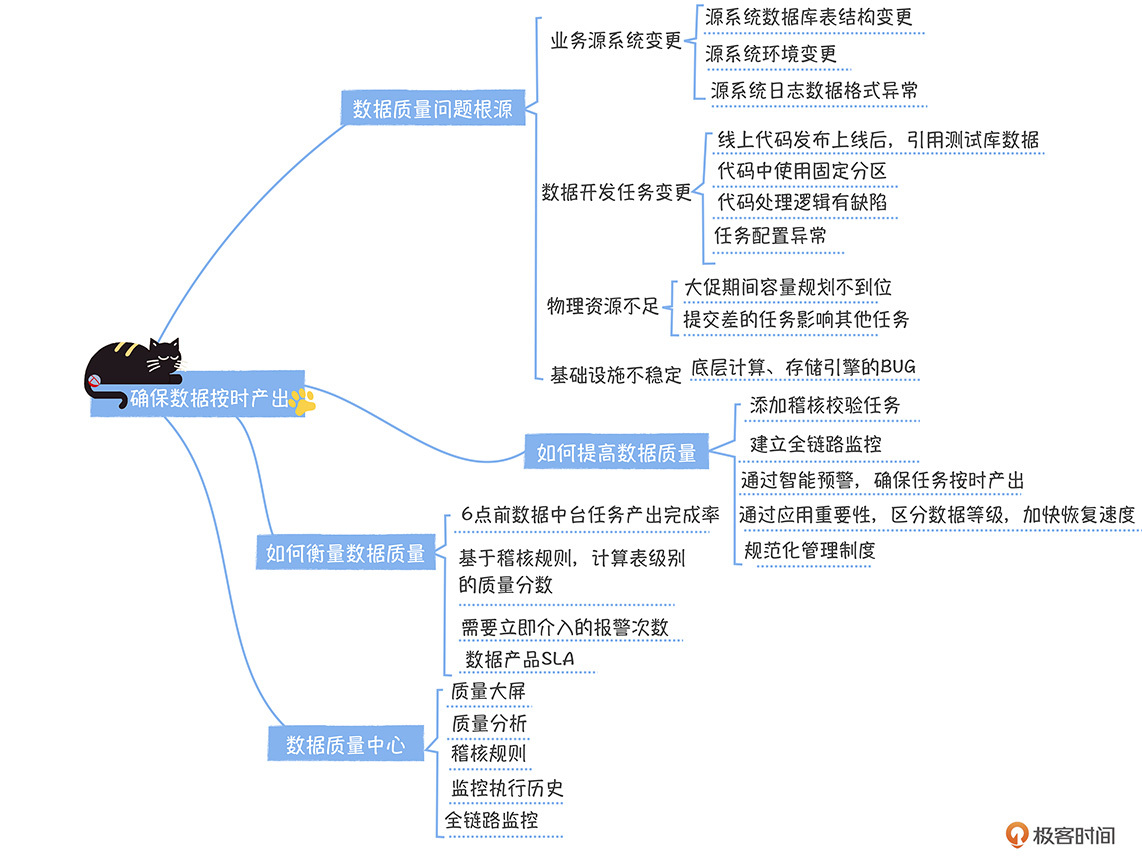 确保数据按时产出
数据质量问题根源
业务源系统变更
源系统数据库表结构变更
源系统环境变更
源系统日志数据格式异常
数据开发任务变更
线上代码发布上线后，引用测试库数据
代码中使用固定分区
代码处理逻辑有缺陷
任务配置异常
物理资源不足
大促期间容量规划不到位
提交差的任务影响其他任务
基础设施不稳定
底层计算、存储引擎的BUG
如何提高数据质量
添加稽核校验任务
建立全链路监控
通过智能预警，确保任务按时产出
通过应用重要性，区分数据等级，加快恢复速度
规范化管理制度
如何衡量数据质量
6点前数据中台任务产出完成率
基于稽核规则，计算表级别
的质量分数
需要立即介入的报警次数
数据产品SLA
数据质量中心
质量大屏
质量分析
稽核规则
监控执行历史
全链路监控
极客时间